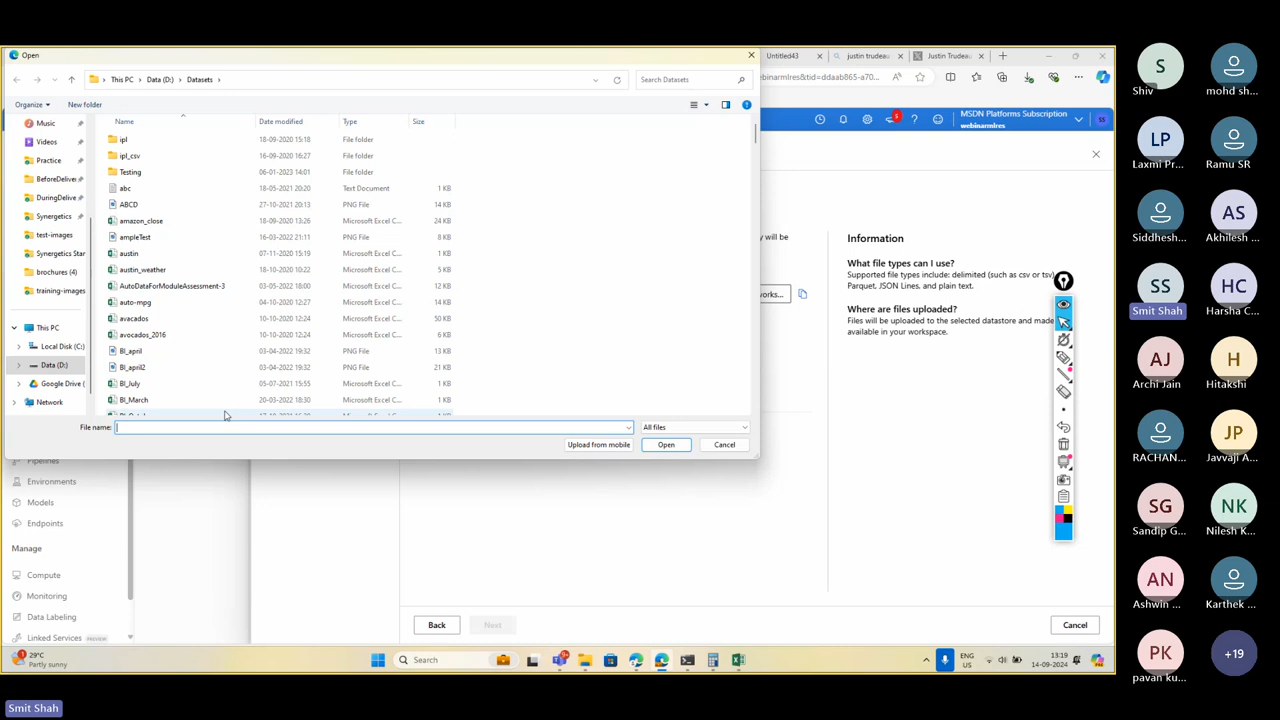 Open
Untitled43
justin trudeau
Justin Trudeau
This PC
Data (D:)
Datasets
Search Datasets
webinarmlres&tid=ddaab865-a70...
Organize
New folder
MSDN Platforms Subscription
webinarmlres
SS
5
Name
Date modified
Type
Size
Music
Videos
Practice
BeforeDelive
DuringDelive
Synergetics
test-images
Synergetics Star
brochures (4)
training-images
This PC
Local Disk (C:)
Data (D:)
Google Drive (
Network
ipl 18-09-2020 15:18 File folder
ipl_csv 16-09-2020 16:27 File folder
Testing 06-01-2023 14:01 File folder
abc 18-05-2021 20:20 Text Document 1 KB
ABCD 27-10-2021 20:13 PNG File 14 KB
amazon_close 18-09-2020 13:26 Microsoft Excel C... 24 KB
ampleTest 16-03-2022 21:11 PNG File 8 KB
austin 07-11-2020 15:19 Microsoft Excel C... 1 KB
austin_weather 18-10-2020 10:22 Microsoft Excel C... 5 KB
AutoDataForModuleAssessment-3 03-05-2022 18:00 Microsoft Excel C... 12 KB
auto-mpg 04-10-2020 12:27 Microsoft Excel C... 14 KB
avacados 10-10-2020 12:24 Microsoft Excel C... 50 KB
avocados_2016 10-10-2020 12:24 Microsoft Excel C... 9 KB
BI_april 03-04-2022 19:31 PNG File 13 KB
BI_april2 03-04-2022 19:32 PNG File 21 KB
BI_July 05-07-2021 15:55 Microsoft Excel C... 1 KB
BI_March 20-03-2022 18:30 Microsoft Excel C... 1 KB
File name:
All files
Upload from mobile
Open
Cancel
y will be
works...
Information
What file types can I use?
Supported file types include: delimited (such as csv or tsv)
Parquet, JSON Lines, and plain text.
Where are files uploaded?
Files will be uploaded to the selected datastore and made
available in your workspace.
Pipelines
Environments
Models
Endpoints
Manage
Compute
Monitoring
Data Labeling
Linked Services PREVIEW
Back
Next
Cancel
29°C
Partly sunny
Search
ENG
US
13:19
14-09-2024
S
Shiv
mohd sh...
LP
Laxmi Pr...
Ramu SR
Siddhesh...
AS
Akhilesh ...
SS
Smit Shah
HC
Harsha C...
AJ
Archi Jain
H
Hitakshi
RACHAN...
JP
Javvaji A...
SG
Sandip G...
NK
Nilesh K...
AN
Ashwin ...
Karthek ...
PK
pavan ku...
+19
Smit Shah